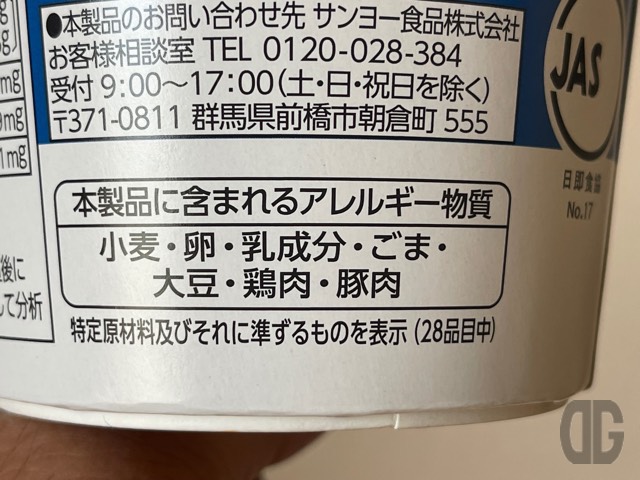 ●本製品のお問い合わせ先 サンヨー食品株式会社
お客様相談室 TEL 0120-028-384
受付 9:00～17:00(土・日・祝日を除く)
〒371-0811 群馬県前橋市朝倉町 555
JAS
日即食協
No.17
本製品に含まれるアレルギー物質
小麦・卵・乳成分・ごま・
大豆・鶏肉・豚肉
特定原材料及びそれに準ずるものを表示(28品目中)
mg
mg
1mg
後に
して分析
DG